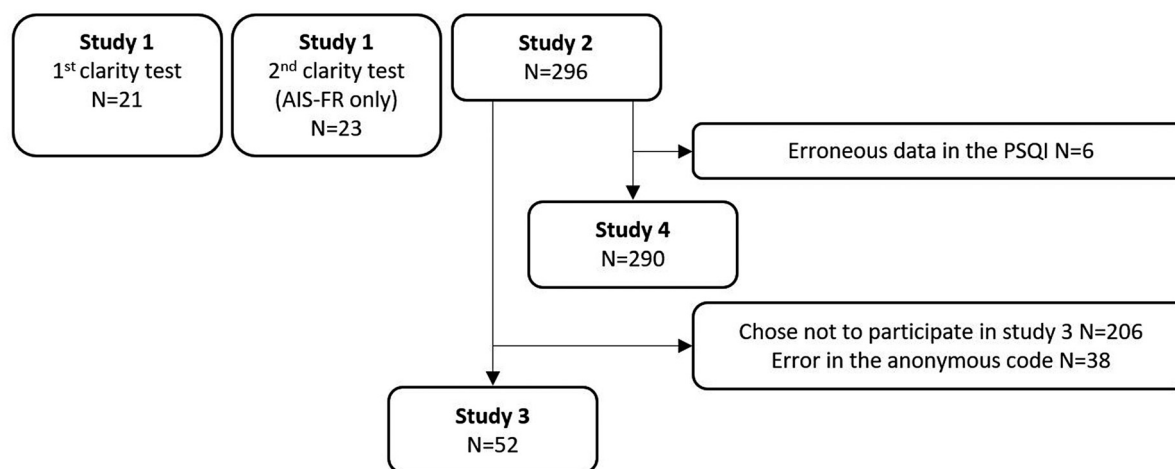 Study 1
1st clarity test
N=21
Study 1
2nd clarity test
(AIS-FR only)
N=23
Study 2
N=296
Erroneous data in the PSQI N=6
Study 4
N=290
Chose not to participate in study 3 N=206
Error in the anonymous code N=38
Study 3
N=52